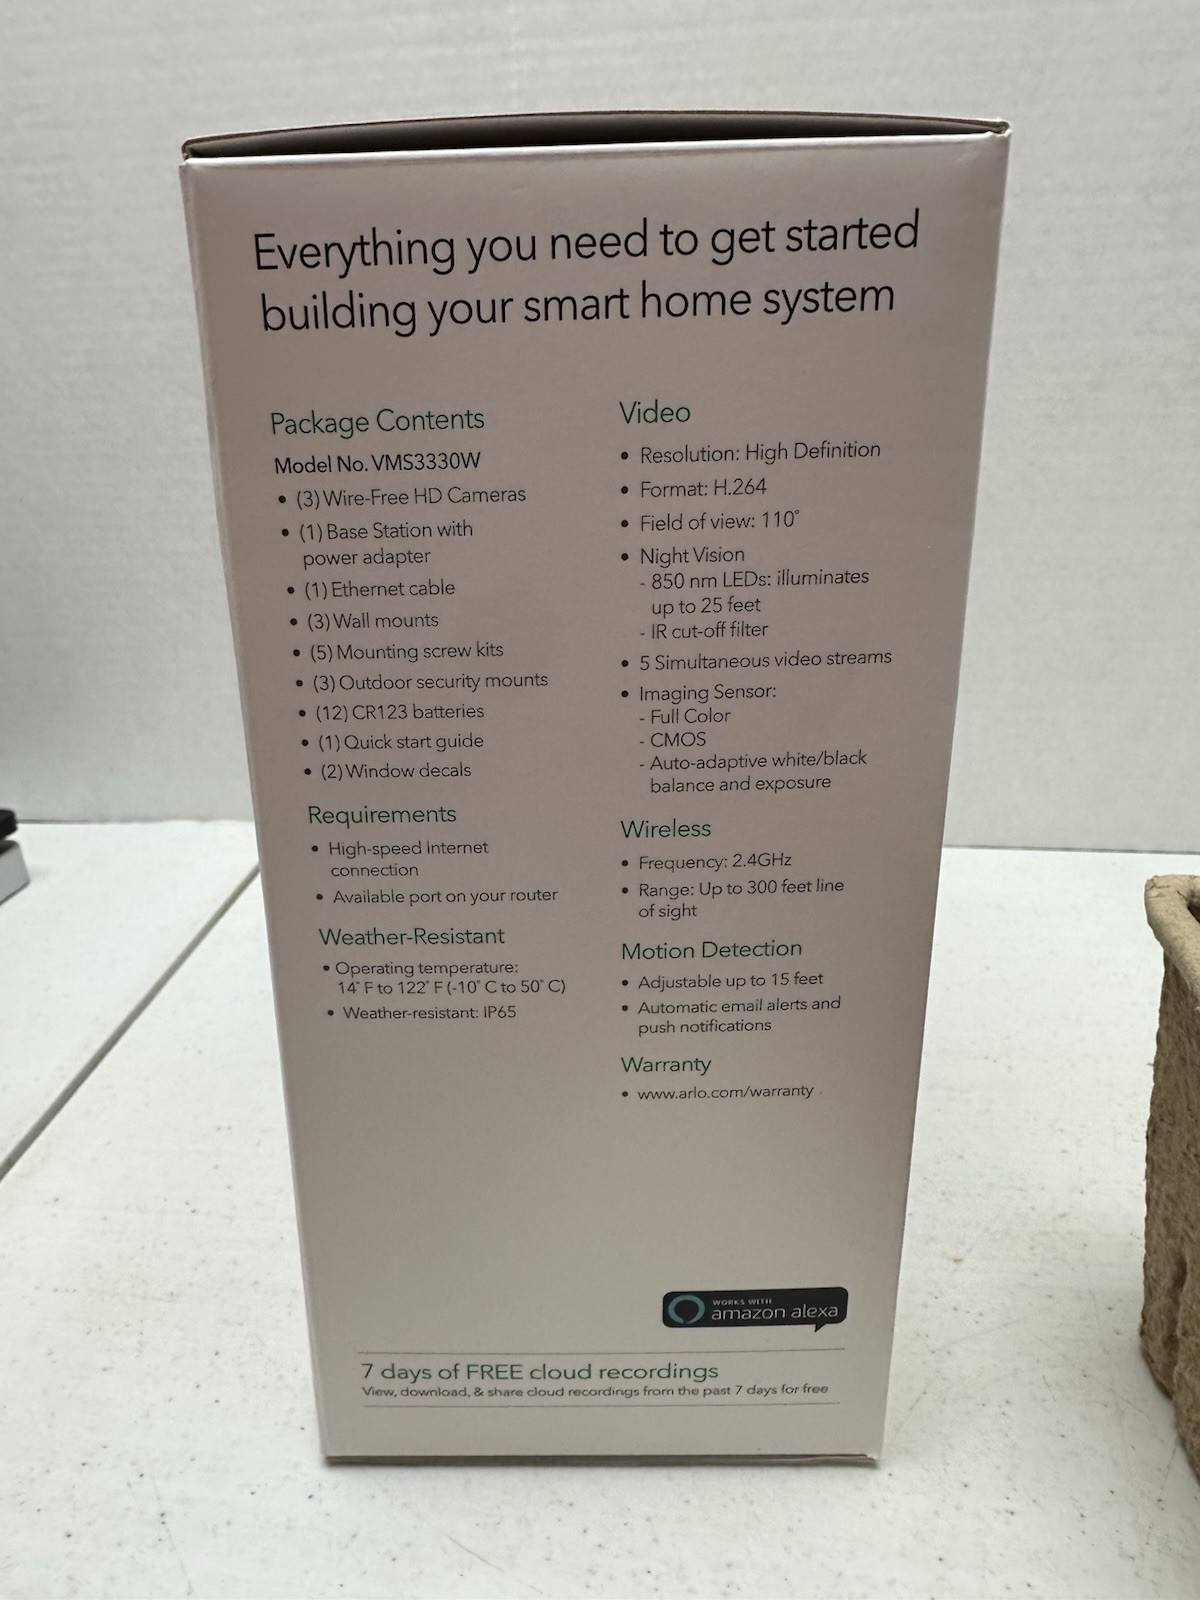 Everything you need to get started
building your smart home system
Package Contents
Model No. VMS3330W
• (3) Wire-Free HD Cameras
• (1) Base Station with
power adapter
• (1) Ethernet cable
• (3) Wall mounts
• (5) Mounting screw kits
• (3) Outdoor security mounts
• (12) CR123 batteries
• (1) Quick start guide
• (2) Window decals
Requirements
• High-speed Internet
connection
• Available port on your router
Weather-Resistant
• Operating temperature:
14° F to 122° F (-10° C to 50° C)
• Weather-resistant: IP65
Video
• Resolution: High Definition
• Format: H.264
• Field of view: 110°
• Night Vision
- 850 nm LEDs: illuminates
up to 25 feet
- IR cut-off filter
• 5 Simultaneous video streams
• Imaging Sensor:
- Full Color
- CMOS
- Auto-adaptive white/black
balance and exposure
Wireless
• Frequency: 2.4GHz
• Range: Up to 300 feet line
of sight
Motion Detection
• Adjustable up to 15 feet
• Automatic email alerts and
push notifications
Warranty
• www.arlo.com/warranty
WORKS WITH
amazon alexa
7 days of FREE cloud recordings
View, download, & share cloud recordings from the past 7 days for free